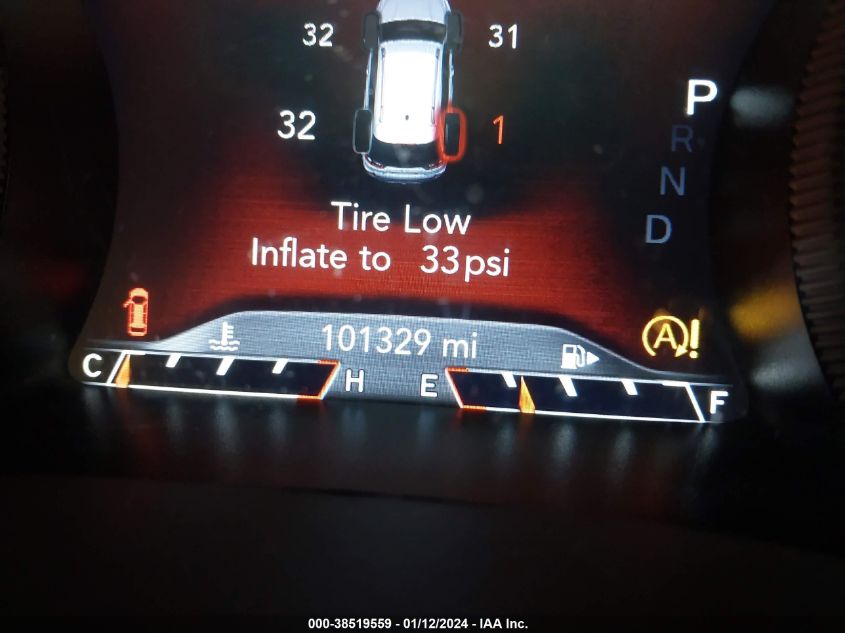 32 31
32 1
P
R
N
D
Tire Low
Inflate to 33psi
101329 mi
A!
C H E F
000-38519559 - 01/12/2024 - IAA Inc.